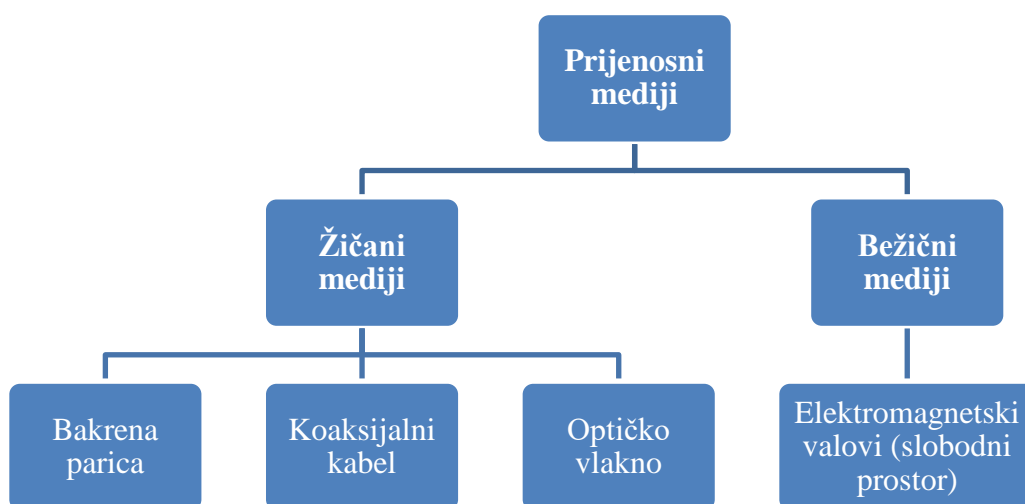 Prijenosni
mediji
Žičani
mediji
Bežični
mediji
Bakrena
parica
Koaksijalni
kabel
Optičko
vlakno
Elektromagnetski
valovi (slobodni
prostor)